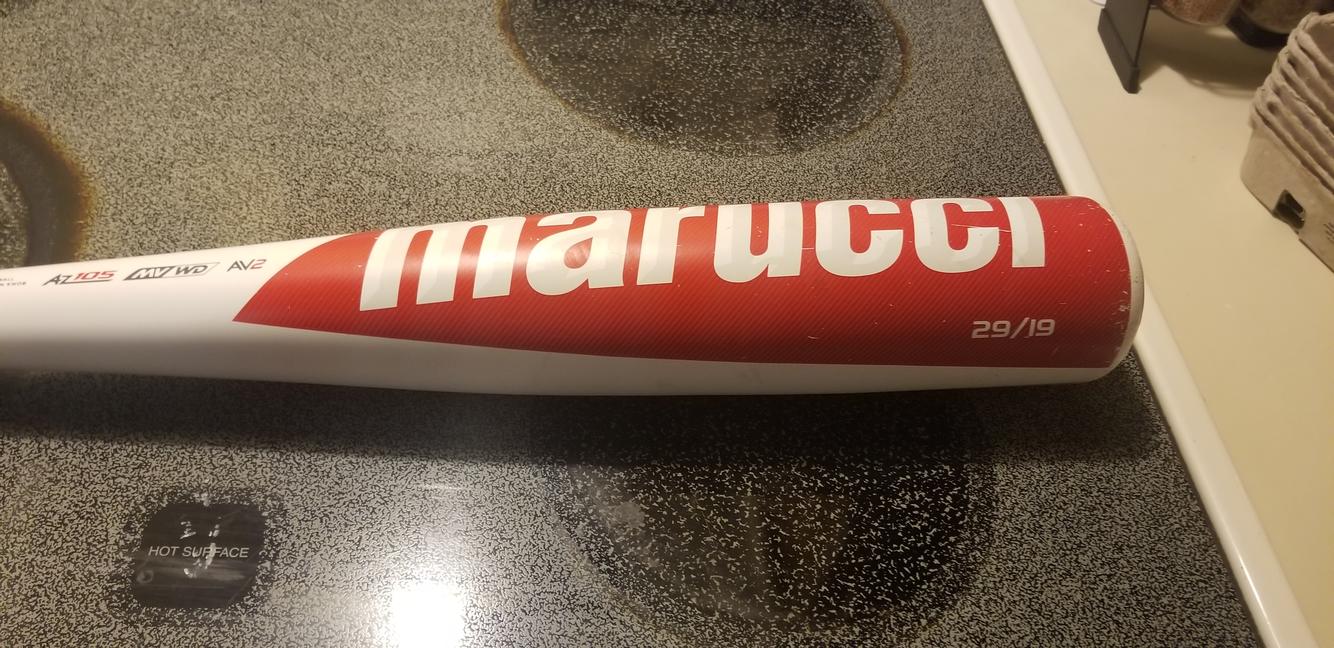 marucci
AZ105 MV WD AV2
29/19
HOT SURFACE